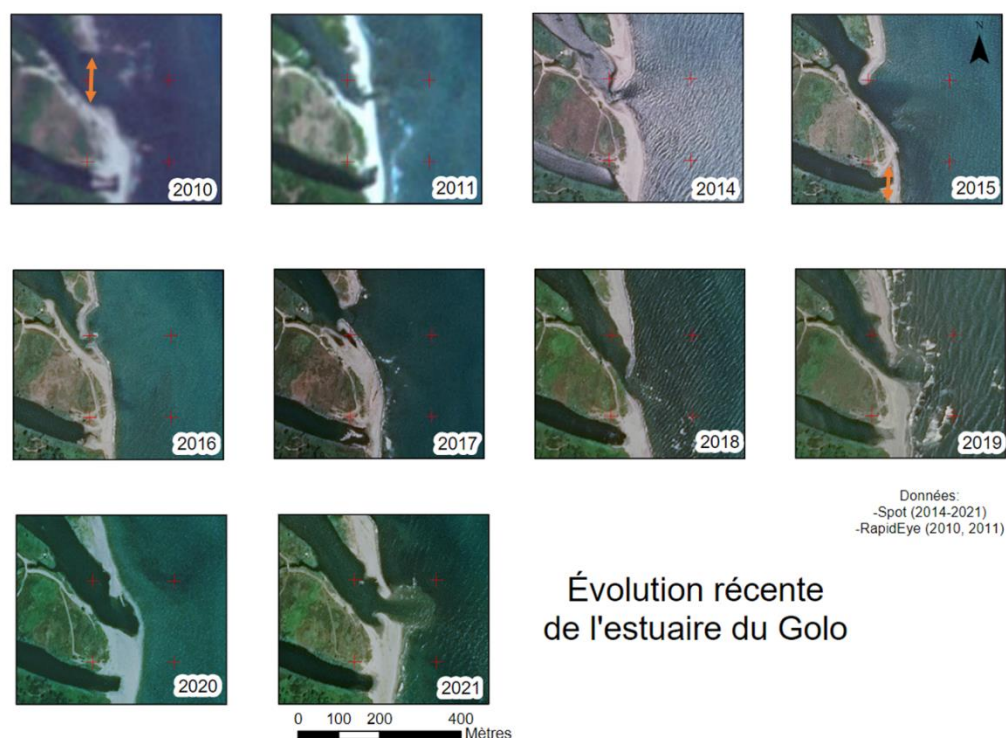 2010
2011
2014
N
2015
2016
2017
2018
2019
Données:
-Spot (2014-2021)
-RapidEye (2010, 2011)
2020
2021
Évolution récente
de l'estuaire du Golo
0 100 200 400
Mètres